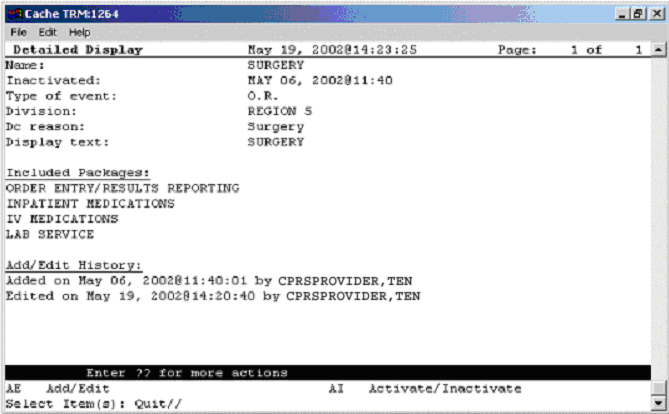 Cache TRM:1264
File Edit Help
Detailed Display May 19, 2002@14:23:25 Page: 1 of 1
Name: SURGERY
Inactivated: MAY 06, 2002@11:40
Type of event: O.R.
Division: REGION 5
Dc reason: Surgery
Display text: SURGERY
Included Packages:
ORDER ENTRY/RESULTS REPORTING
INPATIENT MEDICATIONS
IV MEDICATIONS
LAB SERVICE
Add/Edit History:
Added on May 06, 2002@11:40:01 by CPRSPROVIDER,TEN
Edited on May 19, 2002@14:20:40 by CPRSPROVIDER,TEN
Enter ?? for more actions
AE Add/Edit AI Activate/Inactivate
Select Item(s): Quit//